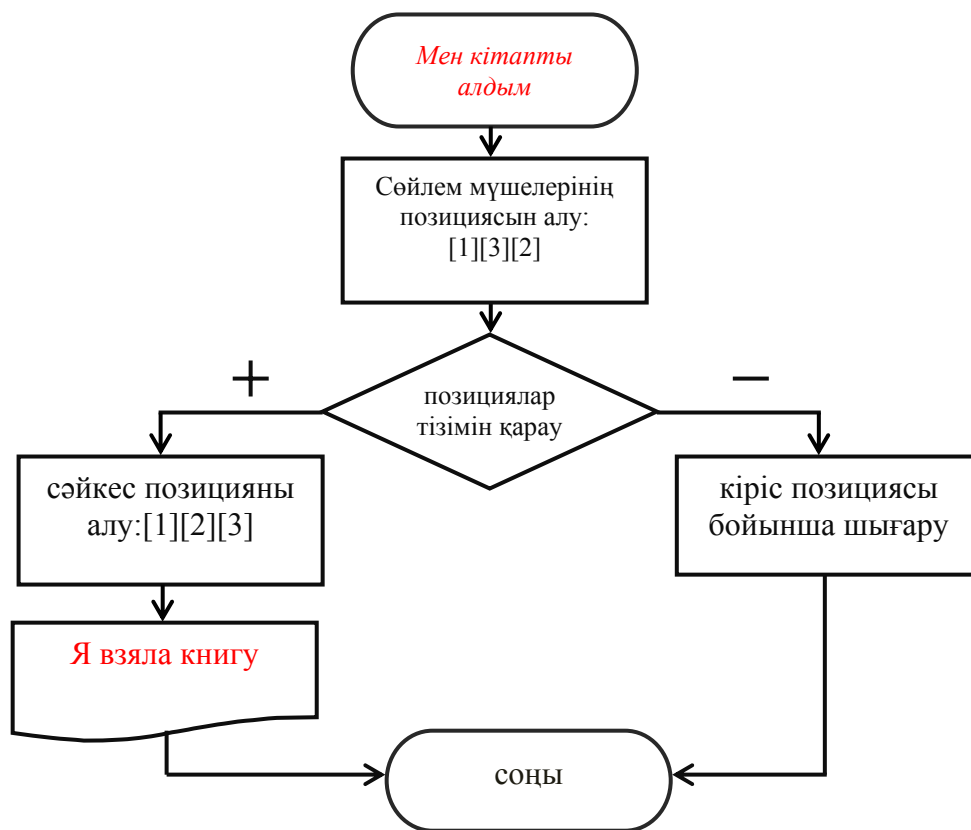 Мен кітапты
алдым
Сөйлем мүшелерінің
позициясын алу:
[1][3][2]
+
−
позициялар
тізімін қарау
сәйкес позицияны
алу:[1][2][3]
кіріс позициясы
бойынша шығару
Я взяла книгу
соңы